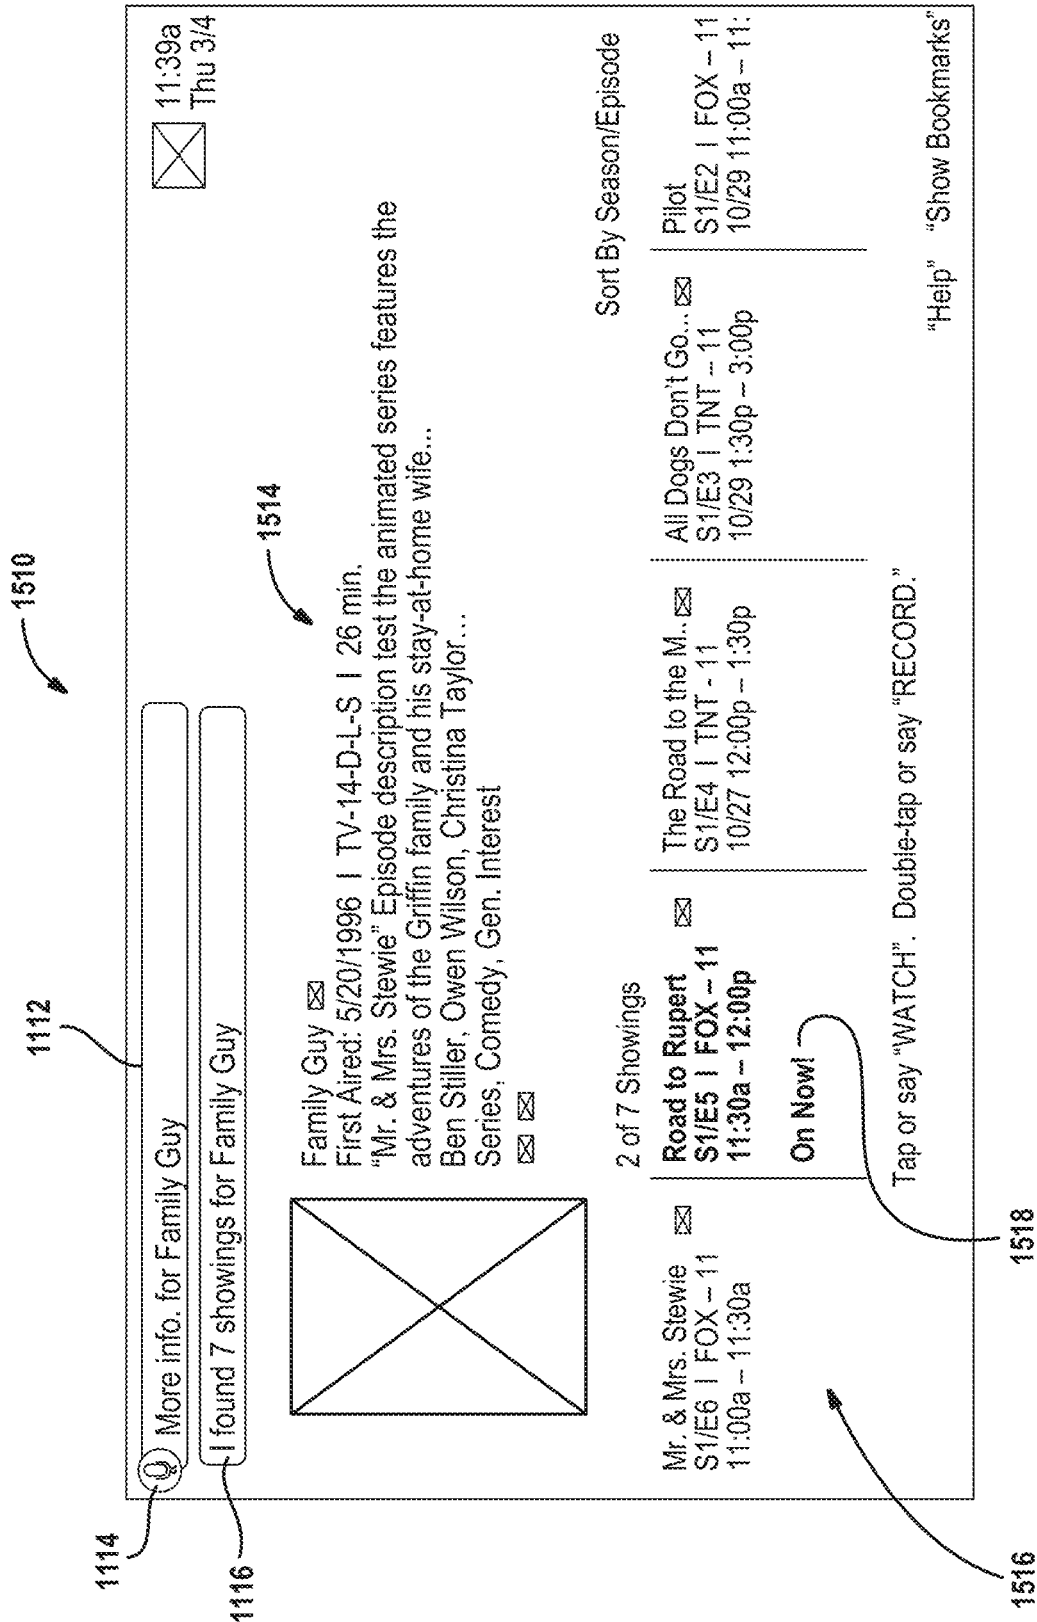 1510
1112
1114
1116
More info. for Family Guy
I found 7 showings for Family Guy
11:39a
Thu 3/4
1514
Family Guy
First Aired: 5/20/1996 I TV-14-D-L-S I 26 min.
“Mr. & Mrs. Stewie” Episode description test the animated series features the
adventures of the Griffin family and his stay-at-home wife...
Ben Stiller, Owen Wilson, Christina Taylor...
Series, Comedy, Gen. Interest
2 of 7 Showings
Sort By Season/Episode
Mr. & Mrs. Stewie
S1/E6 I FOX – 11
11:00a – 11:30a
Road to Rupert
S1/E5 I FOX – 11
11:30a – 12:00p
On Now!
The Road to the M..
S1/E4 I TNT - 11
10/27 12:00p – 1:30p
All Dogs Don't Go...
S1/E3 I TNT – 11
10/29 1:30p – 3:00p
Pilot
S1/E2 I FOX – 11
10/29 11:00a – 11:
Tap or say “WATCH”. Double-tap or say “RECORD.”
“Help” “Show Bookmarks”
1516
1518